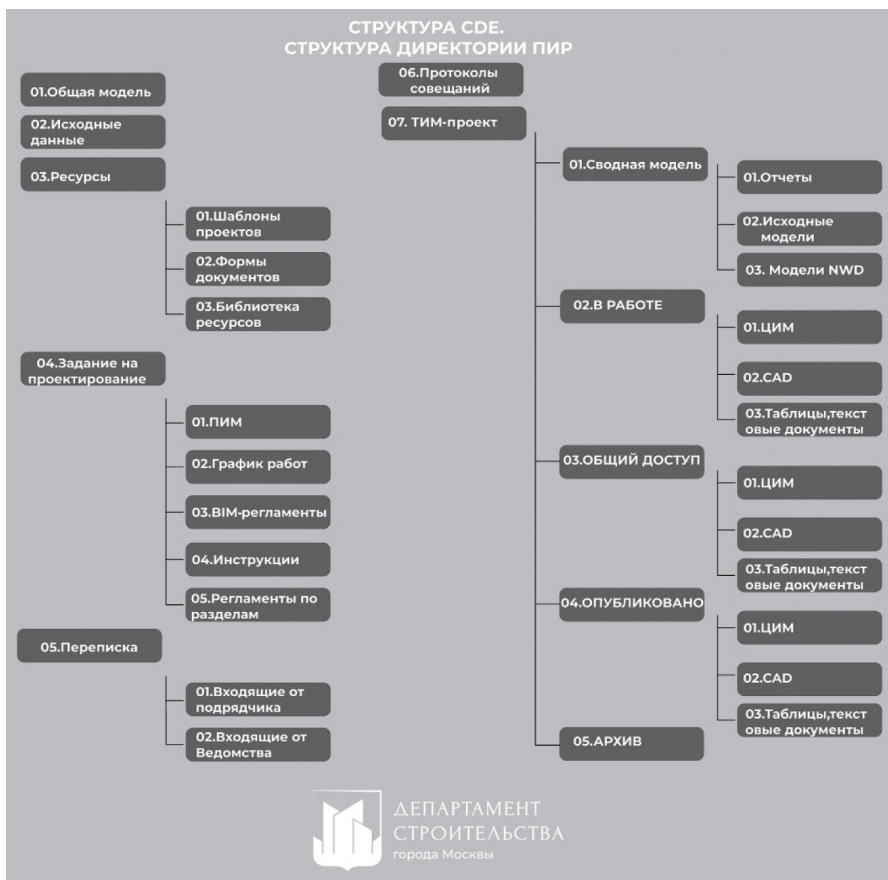 СТРУКТУРА CDE.
СТРУКТУРА ДИРЕКТОРИИ ПИР
01.Общая модель
02.Исходные
данные
03.Ресурсы
01.Шаблоны
проектов
02.Формы
документов
03.Библиотека
ресурсов
04.Задание на
проектирование
01.ПИМ
02.График работ
03.BIM-регламенты
04.Инструкции
05.Регламенты по
разделам
05.Переписка
01.Входящие от
подрядчика
02.Входящие от
Ведомства
06.Протоколы
совещаний
07. ТИМ-проект
01.Сводная модель
01.Отчеты
02.Исходные
модели
03. Модели NWD
02.В РАБОТЕ
01.ЦИМ
02.CAD
03.Таблицы,текст
овые документы
03.ОБЩИЙ ДОСТУП
01.ЦИМ
02.CAD
03.Таблицы,текст
овые документы
04.ОПУБЛИКОВАНО
01.ЦИМ
02.CAD
03.Таблицы,текст
овые документы
05.АРХИВ
ДЕПАРТАМЕНТ
СТРОИТЕЛЬСТВА
города Москвы